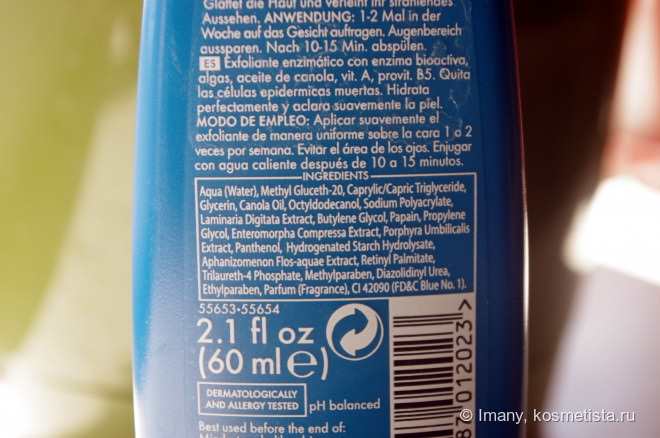 Glättet die Haut und verleiht ihr strahlendes
Aussehen. ANWENDUNG: 1-2 Mal in der
Woche auf das Gesicht auftragen. Augenbereich
aussparen. Nach 10-15 Min. abspülen.
ES Exfoliante enzimático con enzima bioactiva,
algas, aceite de canola, vit. A, provit. B5. Quita
las células epidermicas muertas. Hidrata
perfectamente y aclara suavemente la piel.
MODO DE EMPLEO: Aplicar suavemente el
exfoliante de manera uniforme sobre la cara 1 a 2
veces por semana. Evitar el área de los ojos. Enjugar
con agua caliente después de 10 a 15 minutos.
INGREDIENTS
Aqua (Water), Methyl Gluceth-20, Caprylic/Capric Triglyceride,
Glycerin, Canola Oil, Octyldodecanol, Sodium Polyacrylate,
Laminaria Digitata Extract, Butylene Glycol, Papain, Propylene
Glycol, Enteromorpha Compressa Extract, Porphyra Umbilicalis
Extract, Panthenol, Hydrogenated Starch Hydrolysate,
Aphanizomenon Flos-aquae Extract, Retinyl Palmitate,
Trilaureth-4 Phosphate, Methylparaben, Diazolidinyl Urea,
Ethylparaben, Parfum (Fragrance), CI 42090 (FD&C Blue No. 1).
55653-55654
2.1 fl oz
(60 ml e)
DERMATOLOGICALLY
AND ALLERGY TESTED
pH balanced
Best used before the end of:
012023>
© Imany, kosmetista.ru